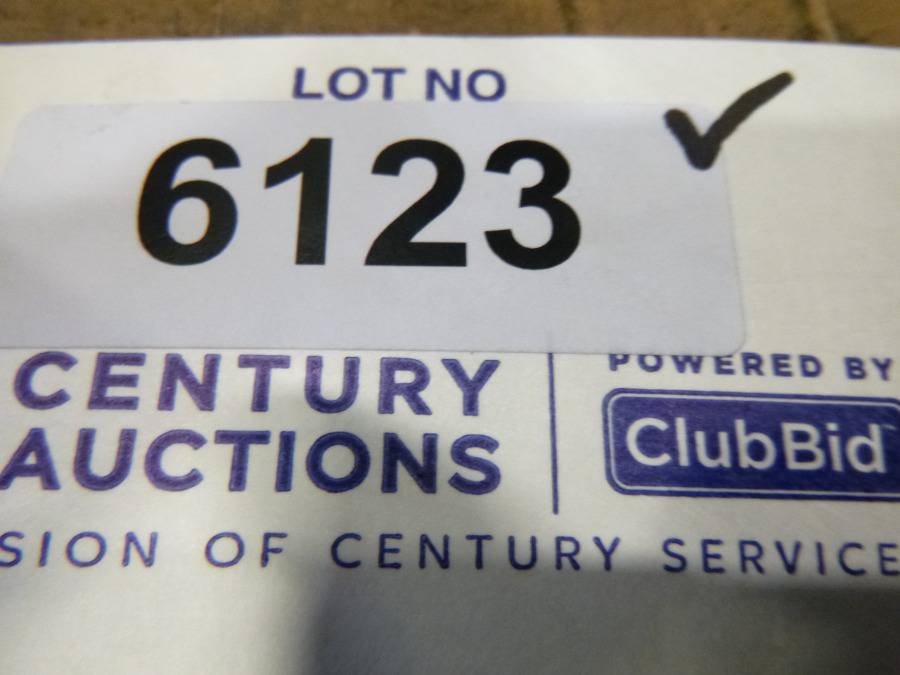 LOT NO
6123
CENTURY
AUCTIONS
POWERED BY
ClubBid
SION OF CENTURY SERVICE